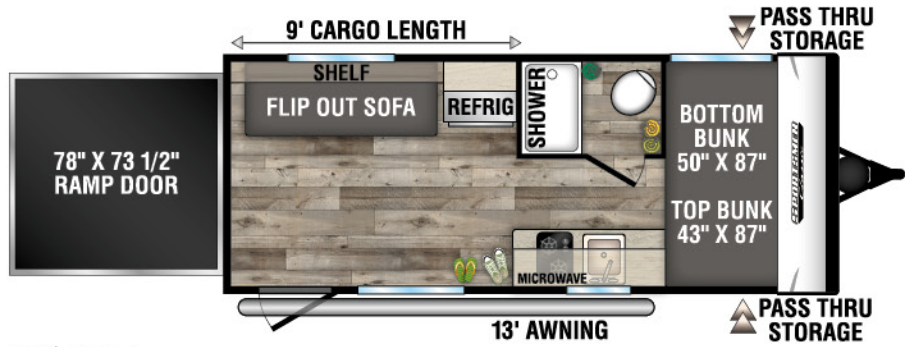 9' CARGO LENGTH
PASS THRU
STORAGE
SHELF
FLIP OUT SOFA
REFRIG
SHOWER
78" X 73 1/2"
RAMP DOOR
BOTTOM
BUNK
50" X 87"
TOP BUNK
43" X 87"
SPORTSMEN
MICROWAVE
13' AWNING
PASS THRU
STORAGE